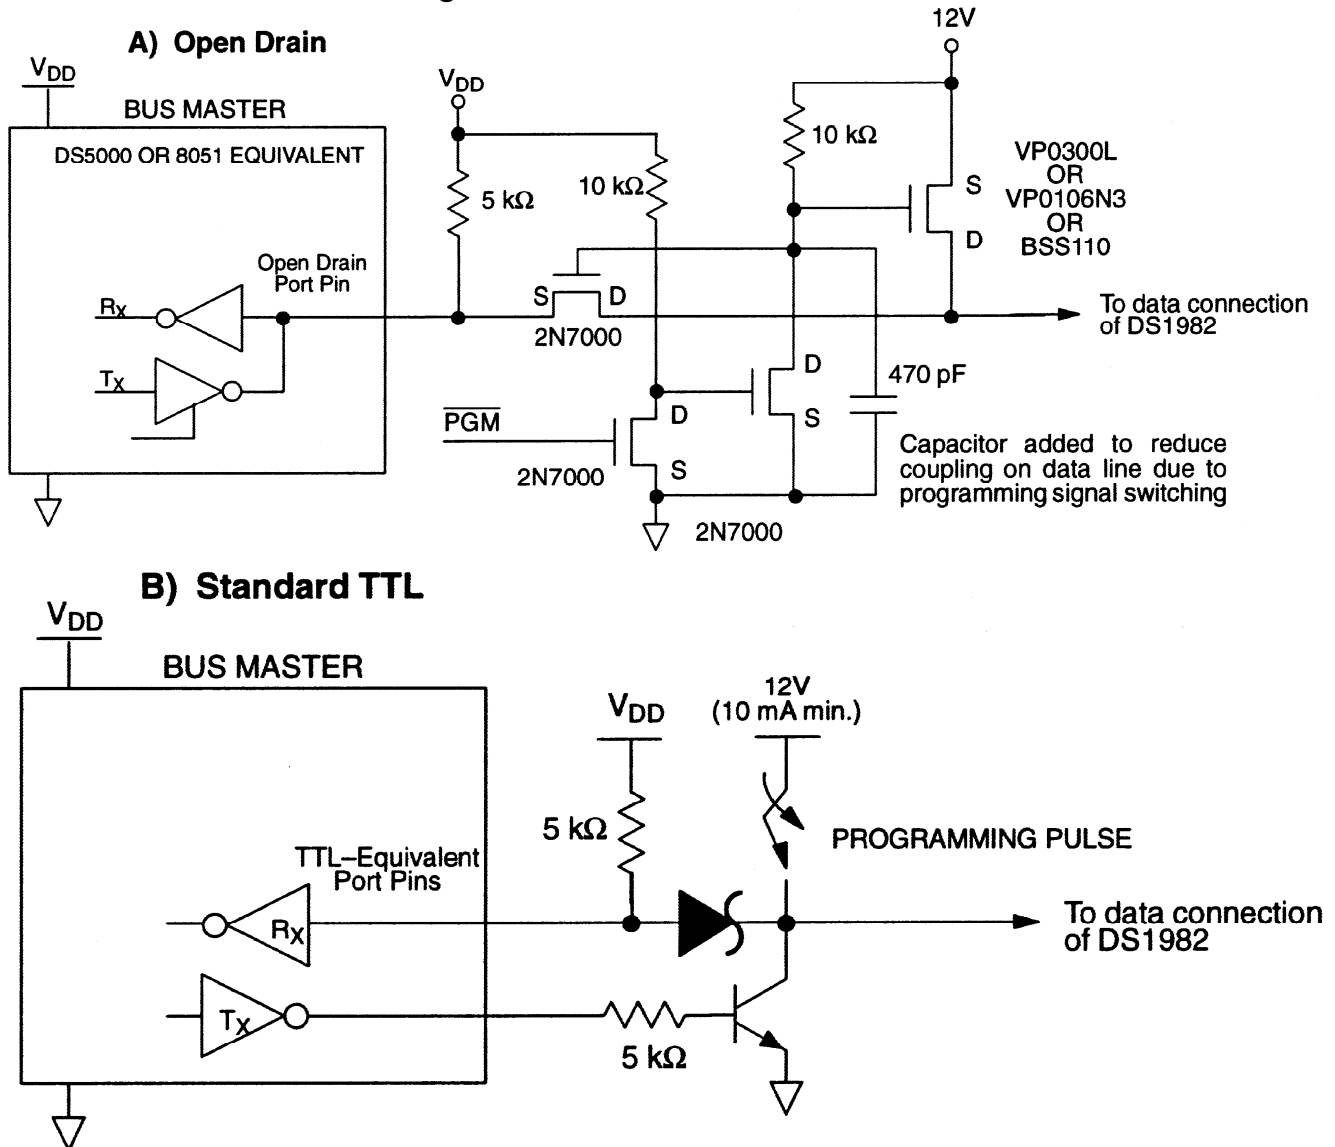 A) Open Drain
12V
VDD
VDD
BUS MASTER
DS5000 OR 8051 EQUIVALENT
10 kΩ
VP0300L
OR
VP0106N3
OR
BSS110
5 kΩ
10 kΩ
S
D
Open Drain
Port Pin
RX
S
D
2N7000
To data connection
of DS1982
TX
D
S
470 pF
PGM
D
S
2N7000
Capacitor added to reduce
coupling on data line due to
programming signal switching
2N7000
B) Standard TTL
VDD
BUS MASTER
VDD
12V
(10 mA min.)
5 kΩ
PROGRAMMING PULSE
TTL–Equivalent
Port Pins
RX
To data connection
of DS1982
TX
5 kΩ